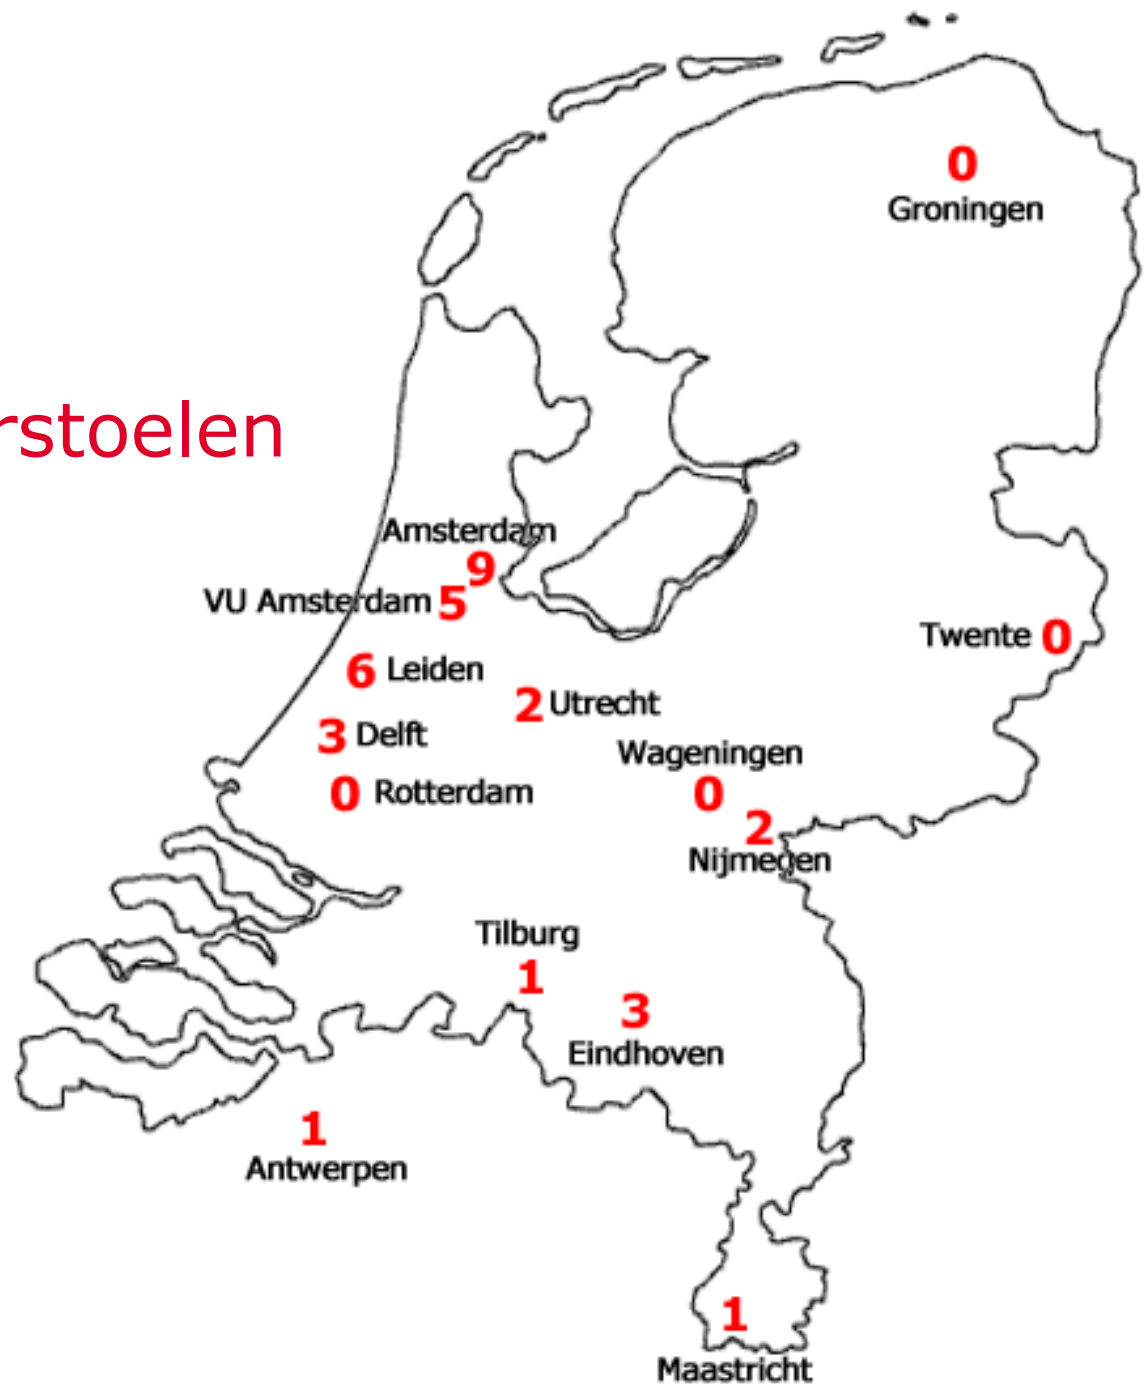 0
Groningen
rstoelen
Amsterdam
9
VU Amsterdam 5
Twente 0
6 Leiden
2 Utrecht
3 Delft
Wageningen
0 Rotterdam
0
2
Nijmegen
Tilburg
1
3
Eindhoven
1
Antwerpen
1
Maastricht